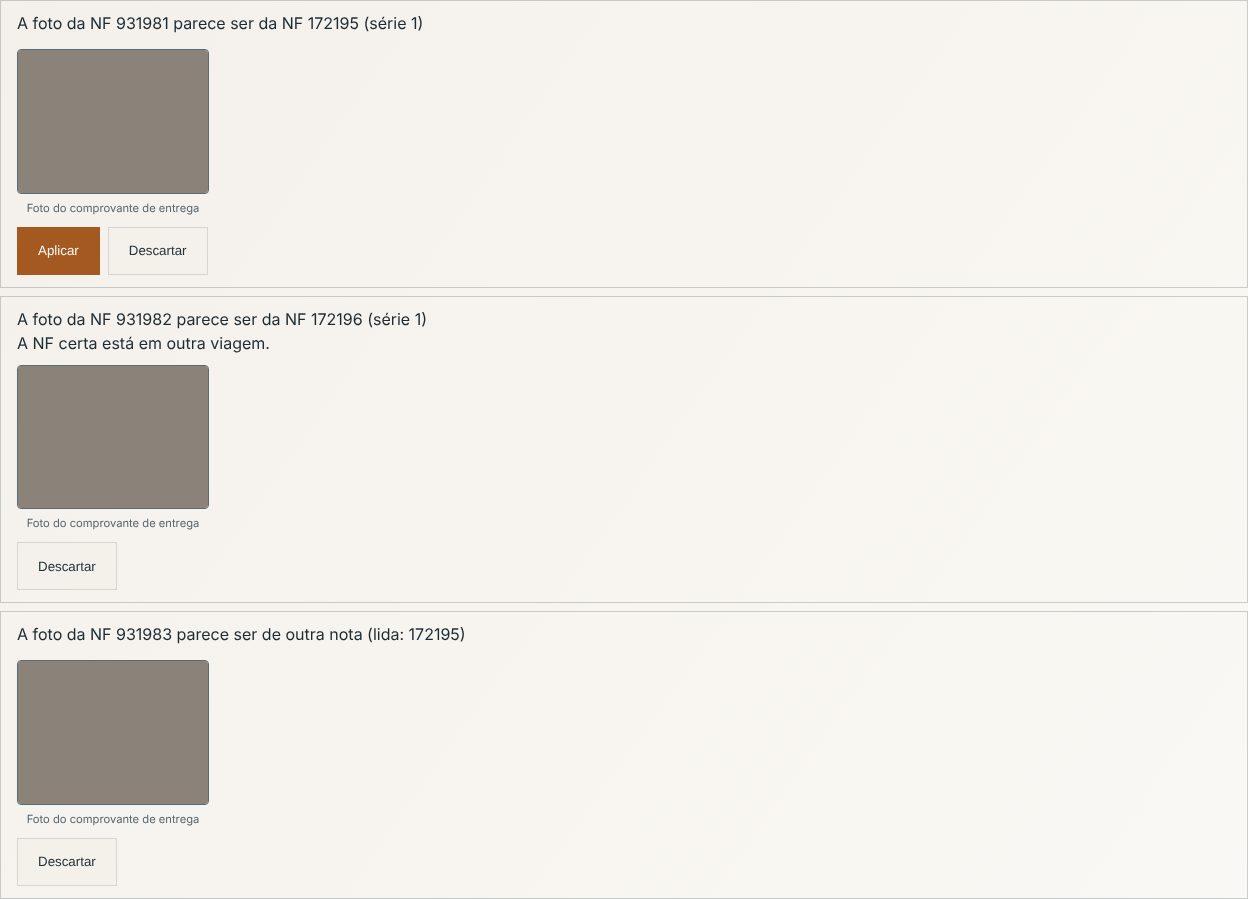 A foto da NF 931981 parece ser da NF 172195 (série 1)
Foto do comprovante de entrega
Aplicar
Descartar
A foto da NF 931982 parece ser da NF 172196 (série 1)
A NF certa está em outra viagem.
Foto do comprovante de entrega
Descartar
A foto da NF 931983 parece ser de outra nota (lida: 172195)
Foto do comprovante de entrega
Descartar